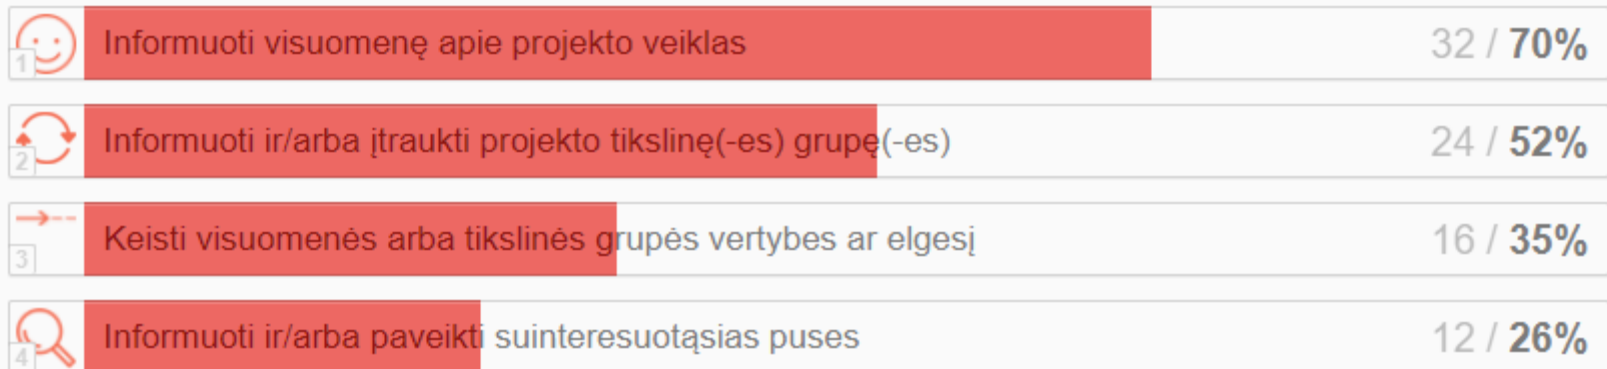 1 Informuoti visuomenę apie projekto veiklas 32 / 70%
2 Informuoti ir/arba įtraukti projekto tikslinę(-es) grupę(-es) 24 / 52%
3 Keisti visuomenės arba tikslinės grupės vertybes ar elgesį 16 / 35%
4 Informuoti ir/arba paveikti suinteresuotąsias puses 12 / 26%